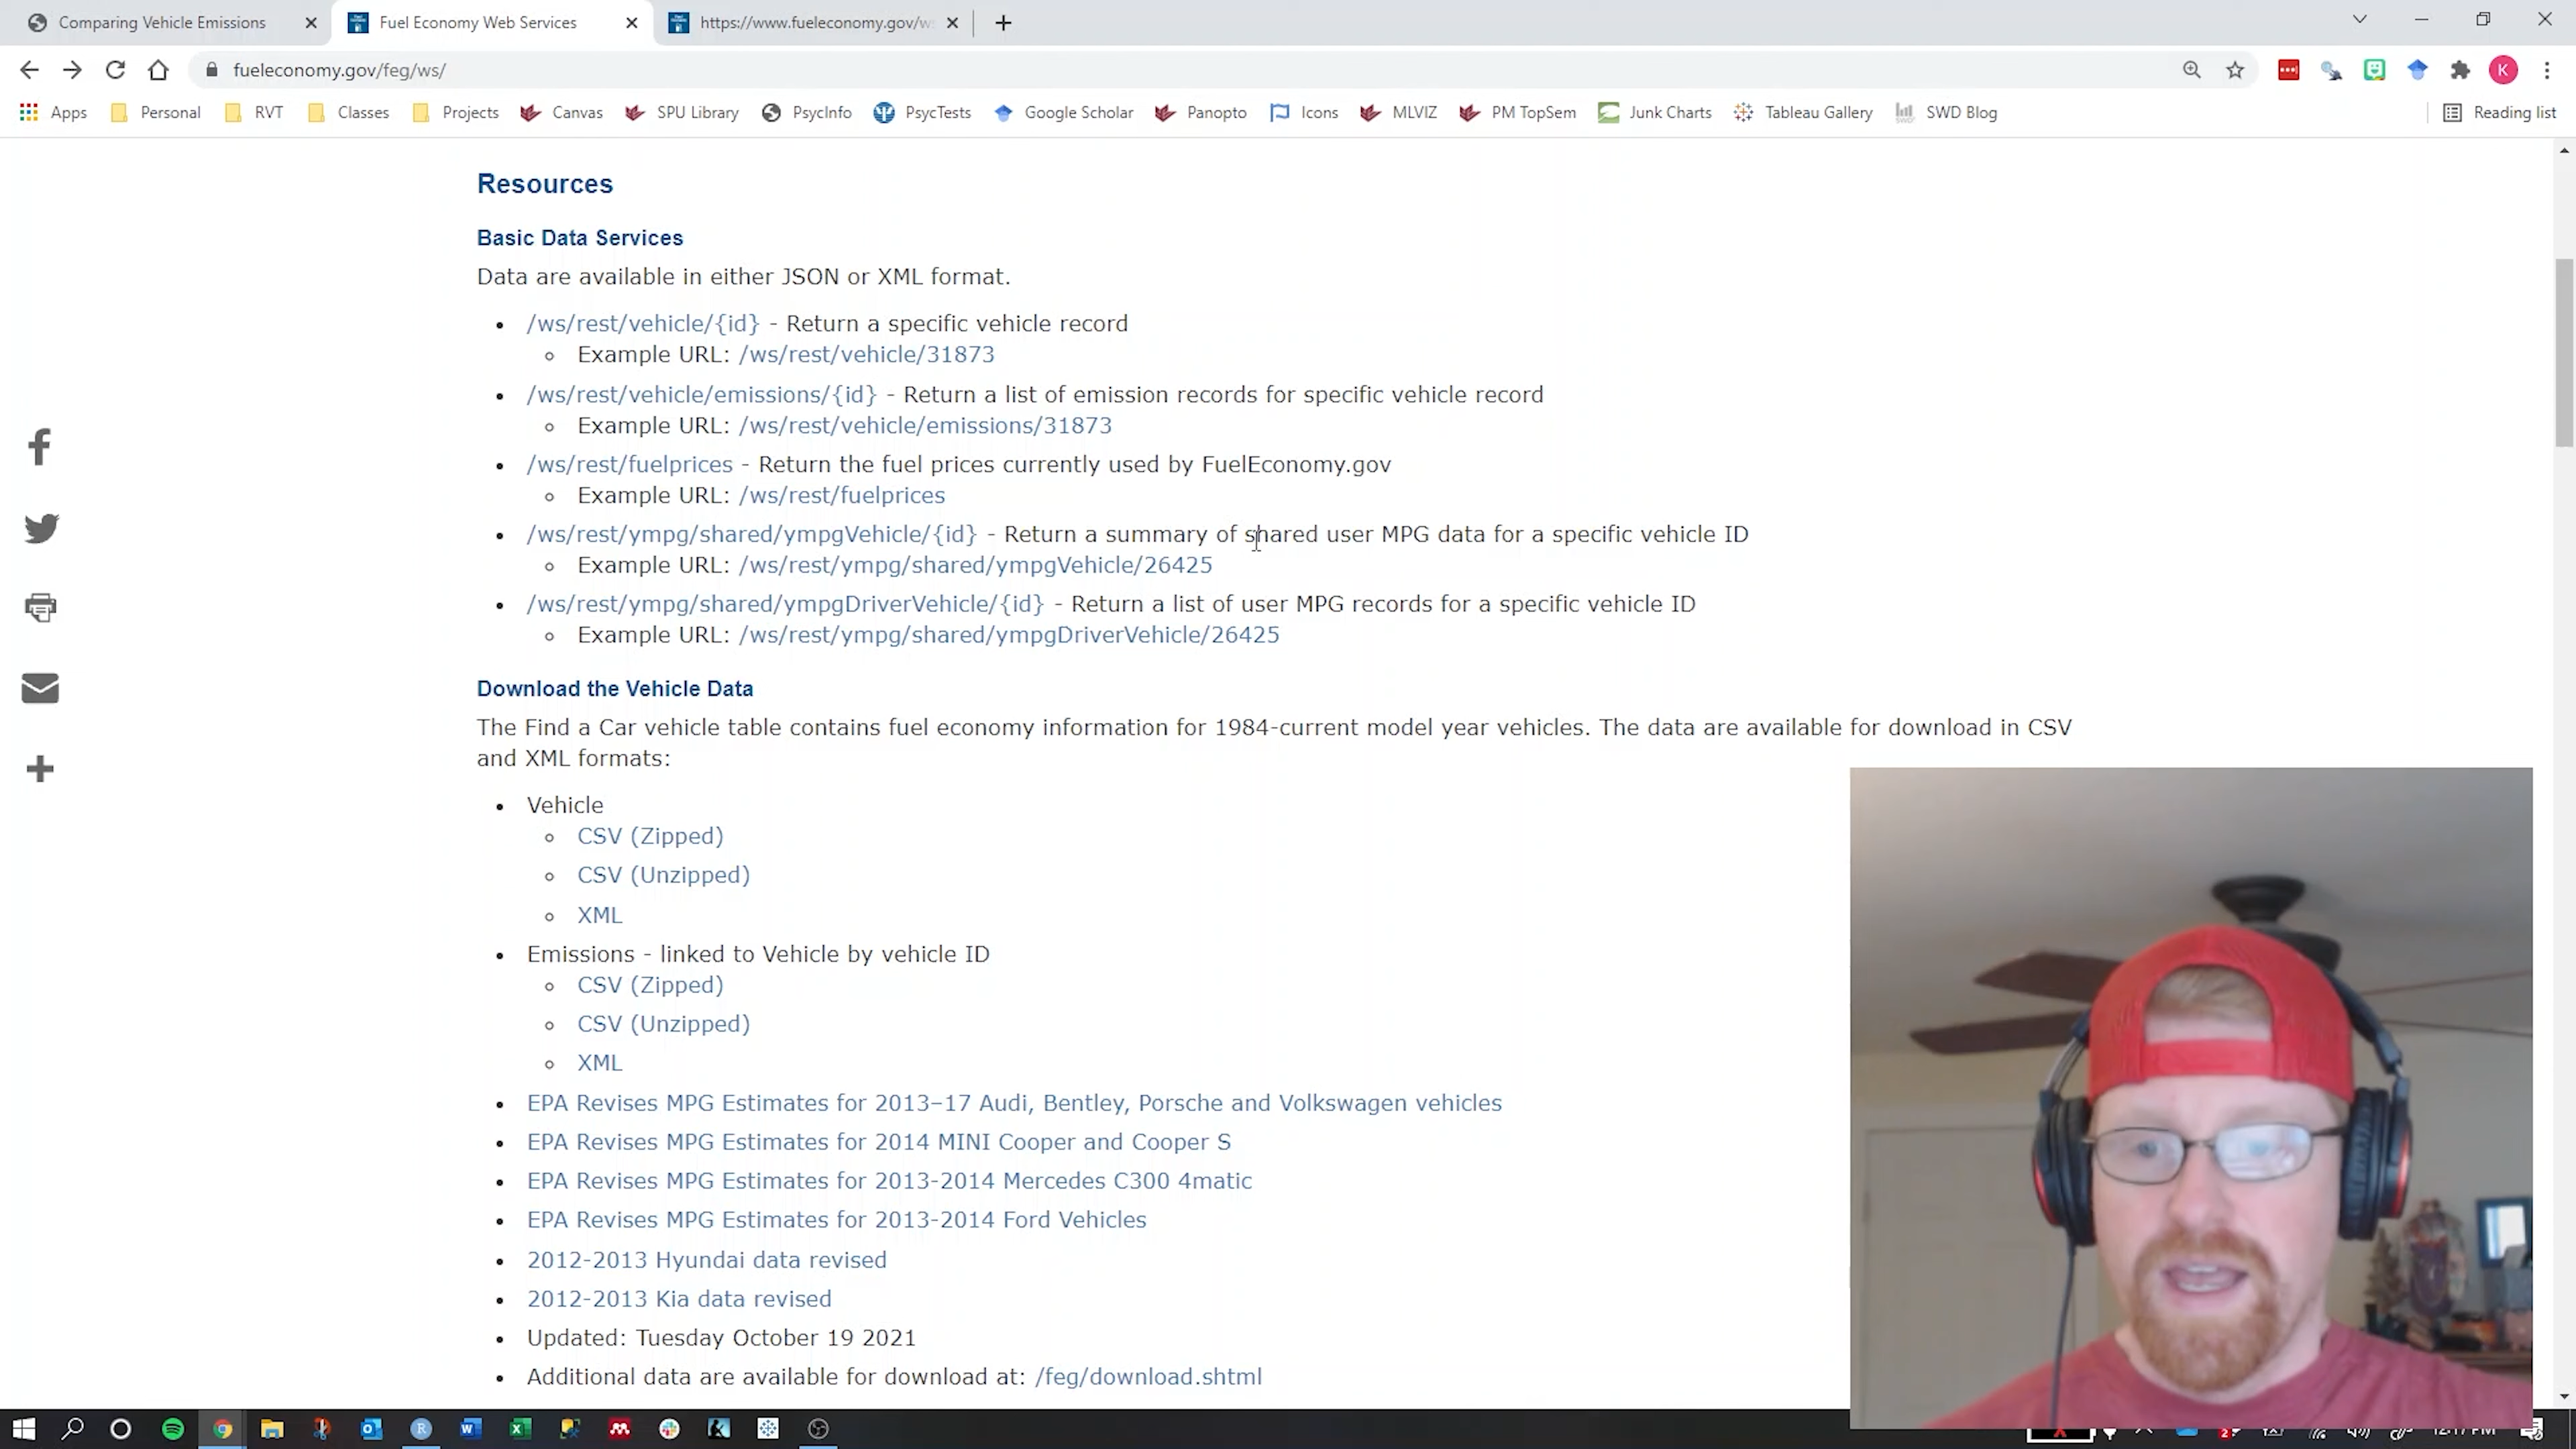 Comparing Vehicle Emissions
Fuel Economy Web Services
https://www.fueleconomy.gov/w
fueleconomy.gov/feg/ws/
K
Apps Personal RVT Classes Projects Canvas SPU Library PsycInfo PsycTests Google Scholar Panopto Icons MLVIZ PM TopSem Junk Charts Tableau Gallery SWD Blog Reading list
Resources
Basic Data Services
Data are available in either JSON or XML format.
/ws/rest/vehicle/{id} - Return a specific vehicle record
Example URL: /ws/rest/vehicle/31873
/ws/rest/vehicle/emissions/{id} - Return a list of emission records for specific vehicle record
Example URL: /ws/rest/vehicle/emissions/31873
/ws/rest/fuelprices - Return the fuel prices currently used by FuelEconomy.gov
Example URL: /ws/rest/fuelprices
/ws/rest/ympg/shared/ympgVehicle/{id} - Return a summary of shared user MPG data for a specific vehicle ID
Example URL: /ws/rest/ympg/shared/ympgVehicle/26425
/ws/rest/ympg/shared/ympgDriverVehicle/{id} - Return a list of user MPG records for a specific vehicle ID
Example URL: /ws/rest/ympg/shared/ympgDriverVehicle/26425
Download the Vehicle Data
The Find a Car vehicle table contains fuel economy information for 1984-current model year vehicles. The data are available for download in CSV
and XML formats:
Vehicle
CSV (Zipped)
CSV (Unzipped)
XML
Emissions - linked to Vehicle by vehicle ID
CSV (Zipped)
CSV (Unzipped)
XML
EPA Revises MPG Estimates for 2013–17 Audi, Bentley, Porsche and Volkswagen vehicles
EPA Revises MPG Estimates for 2014 MINI Cooper and Cooper S
EPA Revises MPG Estimates for 2013-2014 Mercedes C300 4matic
EPA Revises MPG Estimates for 2013-2014 Ford Vehicles
2012-2013 Hyundai data revised
2012-2013 Kia data revised
Updated: Tuesday October 19 2021
Additional data are available for download at: /feg/download.shtml
12:17 PM